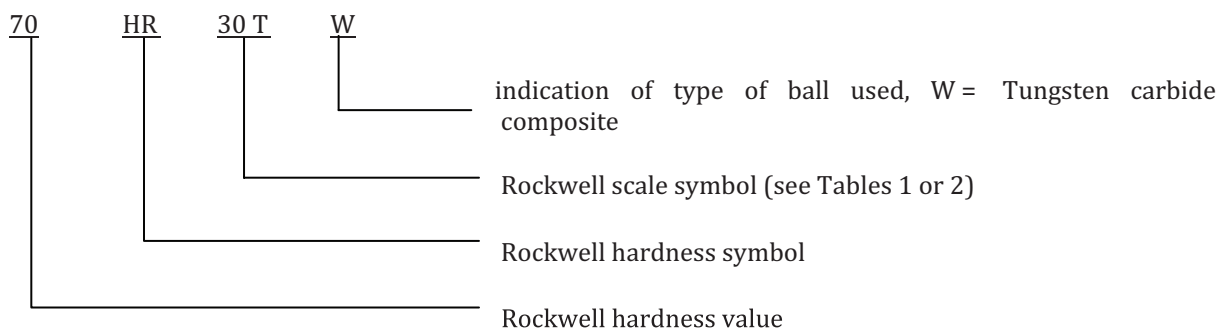 70 HR 30 T W
indication of type of ball used, W = Tungsten carbide
composite
Rockwell scale symbol (see Tables 1 or 2)
Rockwell hardness symbol
Rockwell hardness value